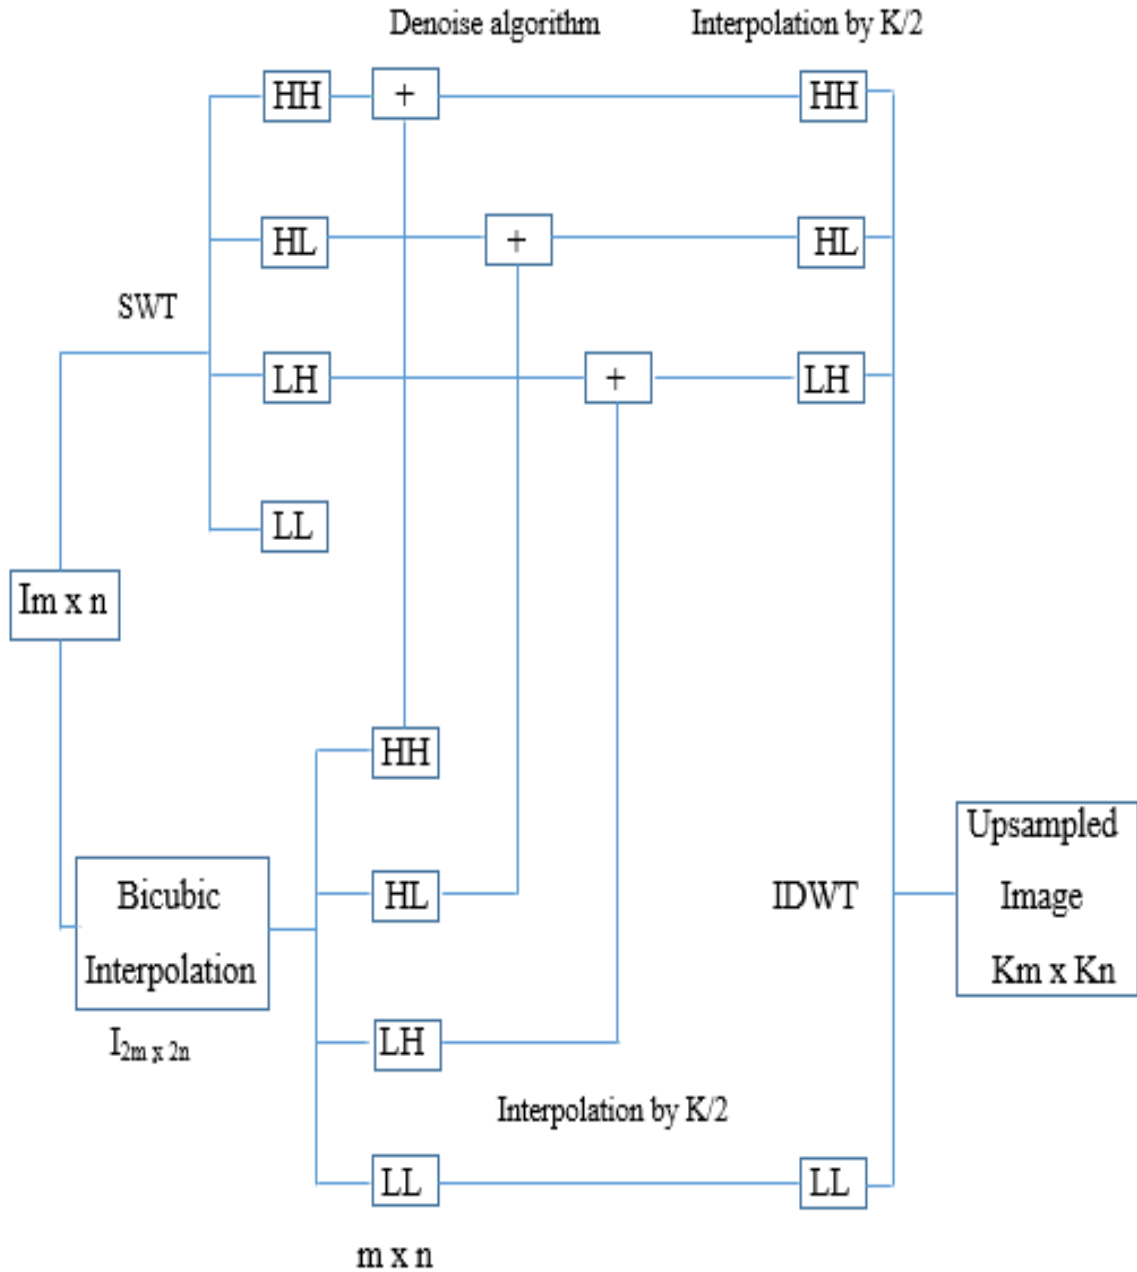 Denoise algorithm
Interpolation by K/2
HH
+
HH
HL
+
HL
SWT
LH
+
LH
LL
Im x n
HH
Upsampled
Image
Km x Kn
Bicubic
Interpolation
HL
IDWT
I2m x 2n
LH
Interpolation by K/2
LL
LL
m x n